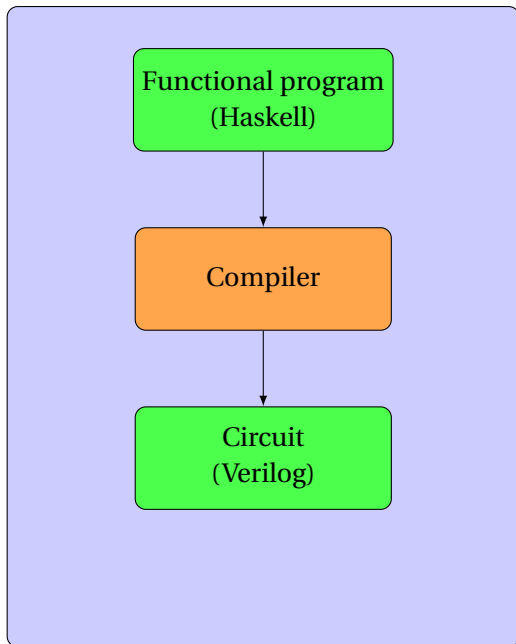 Functional program
(Haskell)
Compiler
Circuit
(Verilog)